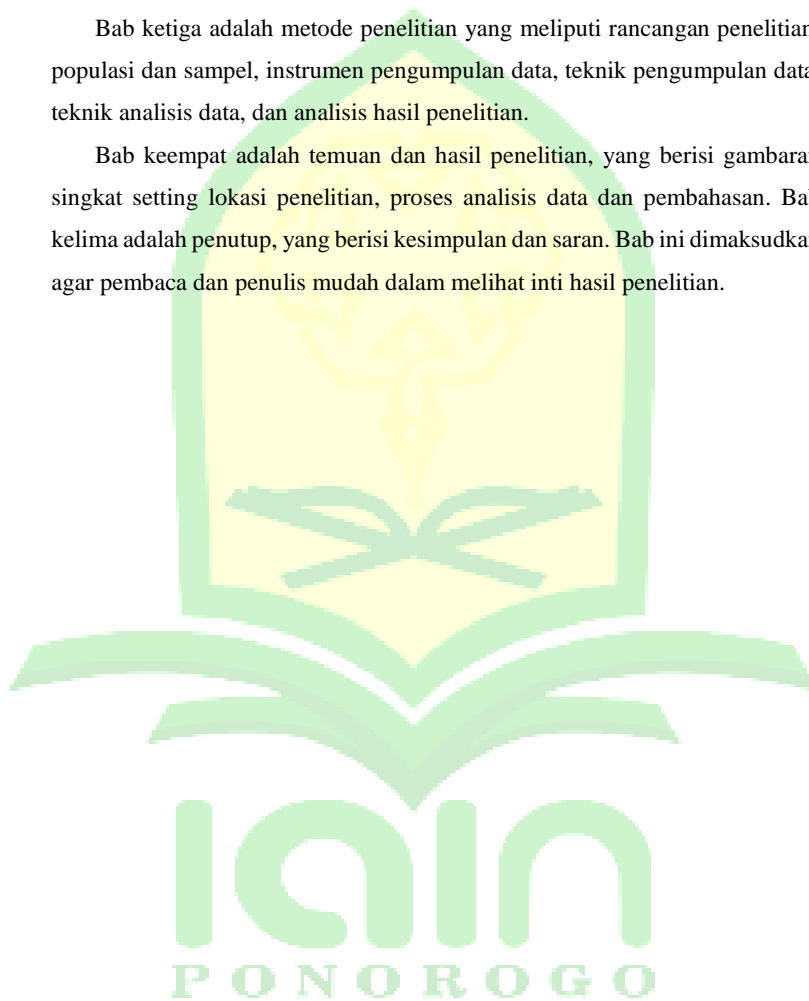 Bab ketiga adalah metode penelitian yang meliputi rancangan penelitian
populasi dan sampel, instrumen pengumpulan data, teknik pengumpulan data
teknik analisis data, dan analisis hasil penelitian.
Bab keempat adalah temuan dan hasil penelitian, yang berisi gambaran
singkat setting lokasi penelitian, proses analisis data dan pembahasan. Bab
kelima adalah penutup, yang berisi kesimpulan dan saran. Bab ini dimaksudkan
agar pembaca dan penulis mudah dalam melihat inti hasil penelitian.
iain
PONOROGO